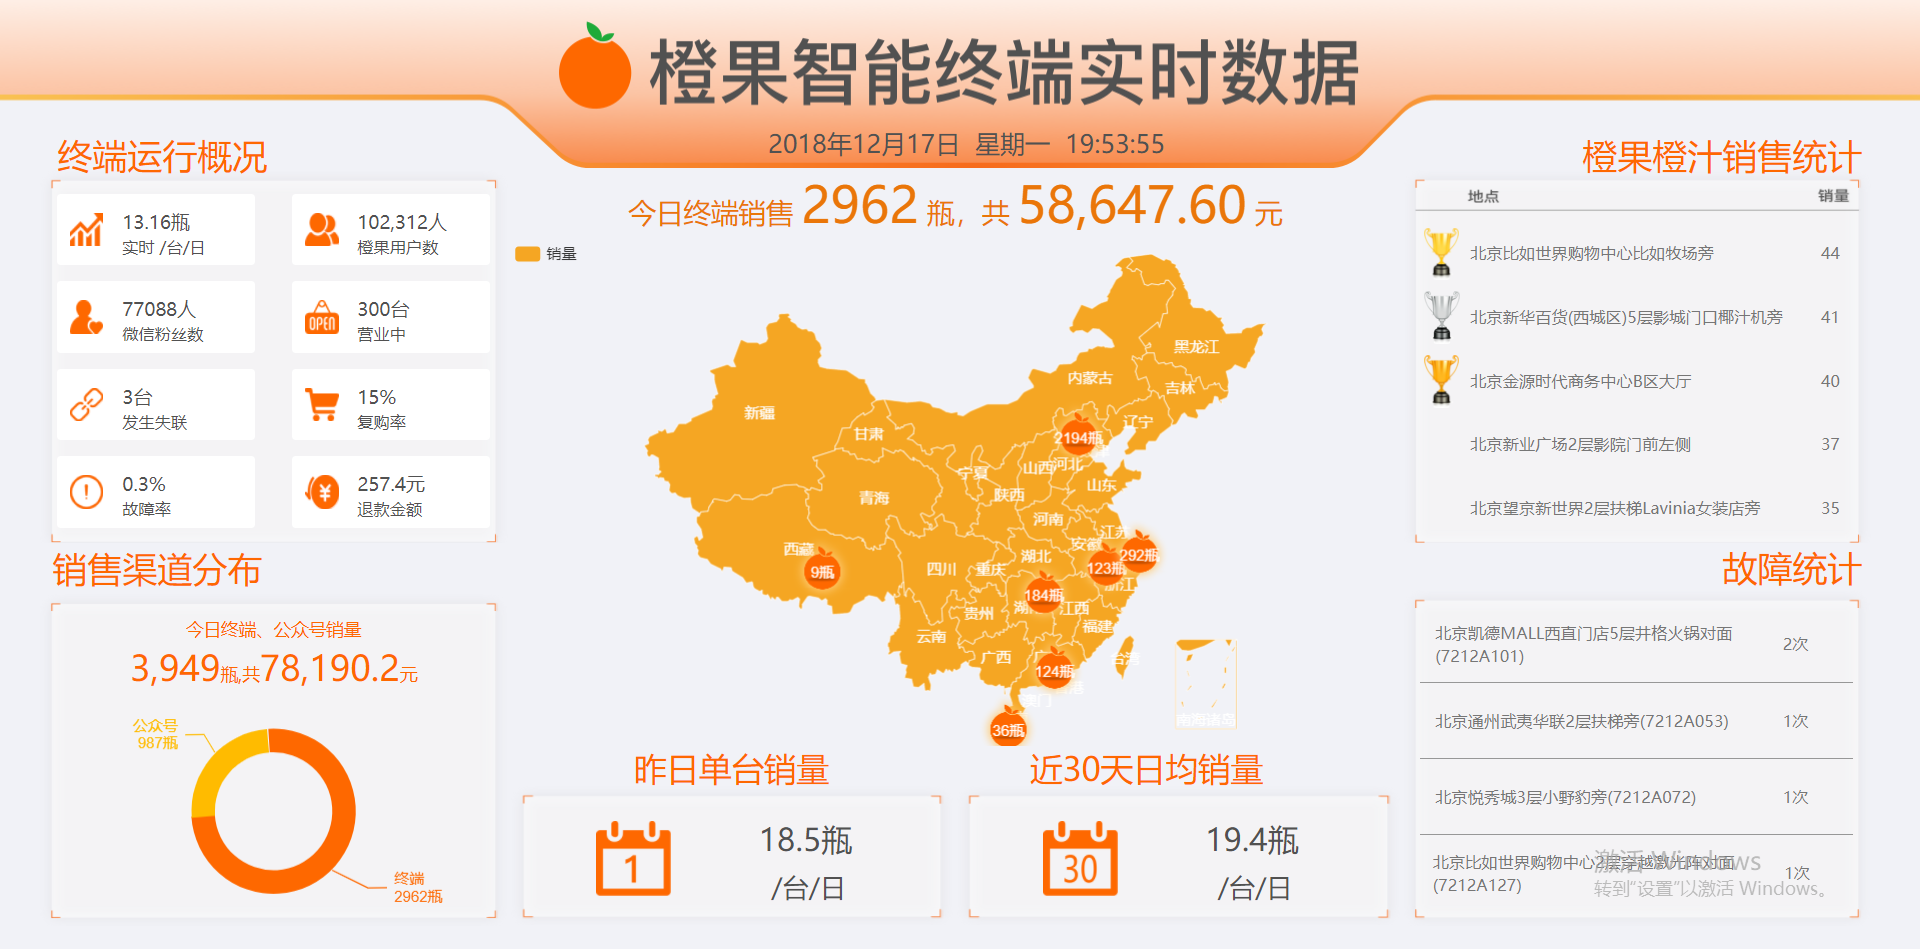 橙果智能终端实时数据
2018年12月17日 星期一 19:53:55
终端运行概况
13.16瓶
实时 /台/日
102,312人
橙果用户数
77088人
微信粉丝数
300台
营业中
OPEN
3台
发生失联
15%
复购率
0.3%
故障率
257.4元
退款金额
销售渠道分布
今日终端、公众号销量
3,949瓶,共78,190.2元
公众号
987瓶
终端
2962瓶
今日终端销售 2962 瓶，共 58,647.60 元
销量
黑龙江
内蒙古
吉林
新疆
辽宁
甘肃
2194瓶
宁夏
山西
河北
青海
陕西
山东
河南
江苏
西藏
安徽
湖北
292瓶
9瓶
四川
重庆
123瓶
浙江
184瓶
贵州
江西
云南
福建
广西
台湾
124瓶
澳门
港
36瓶
南海诸岛
昨日单台销量
1
18.5瓶
/台/日
近30天日均销量
30
19.4瓶
/台/日
橙果橙汁销售统计
地点 销量
北京比如世界购物中心比如牧场旁 44
北京新华百货(西城区)5层影城门口椰汁机旁 41
北京金源时代商务中心B区大厅 40
北京新业广场2层影院门前左侧 37
北京望京新世界2层扶梯Lavinia女装店旁 35
故障统计
北京凯德MALL西直门店5层井格火锅对面
(7212A101) 2次
北京通州武夷华联2层扶梯旁(7212A053) 1次
北京悦秀城3层小野豹旁(7212A072) 1次
北京比如世界购物中心2层穿越激光阵对面
(7212A127) 1次
激活 Windows
转到“设置”以激活 Windows。